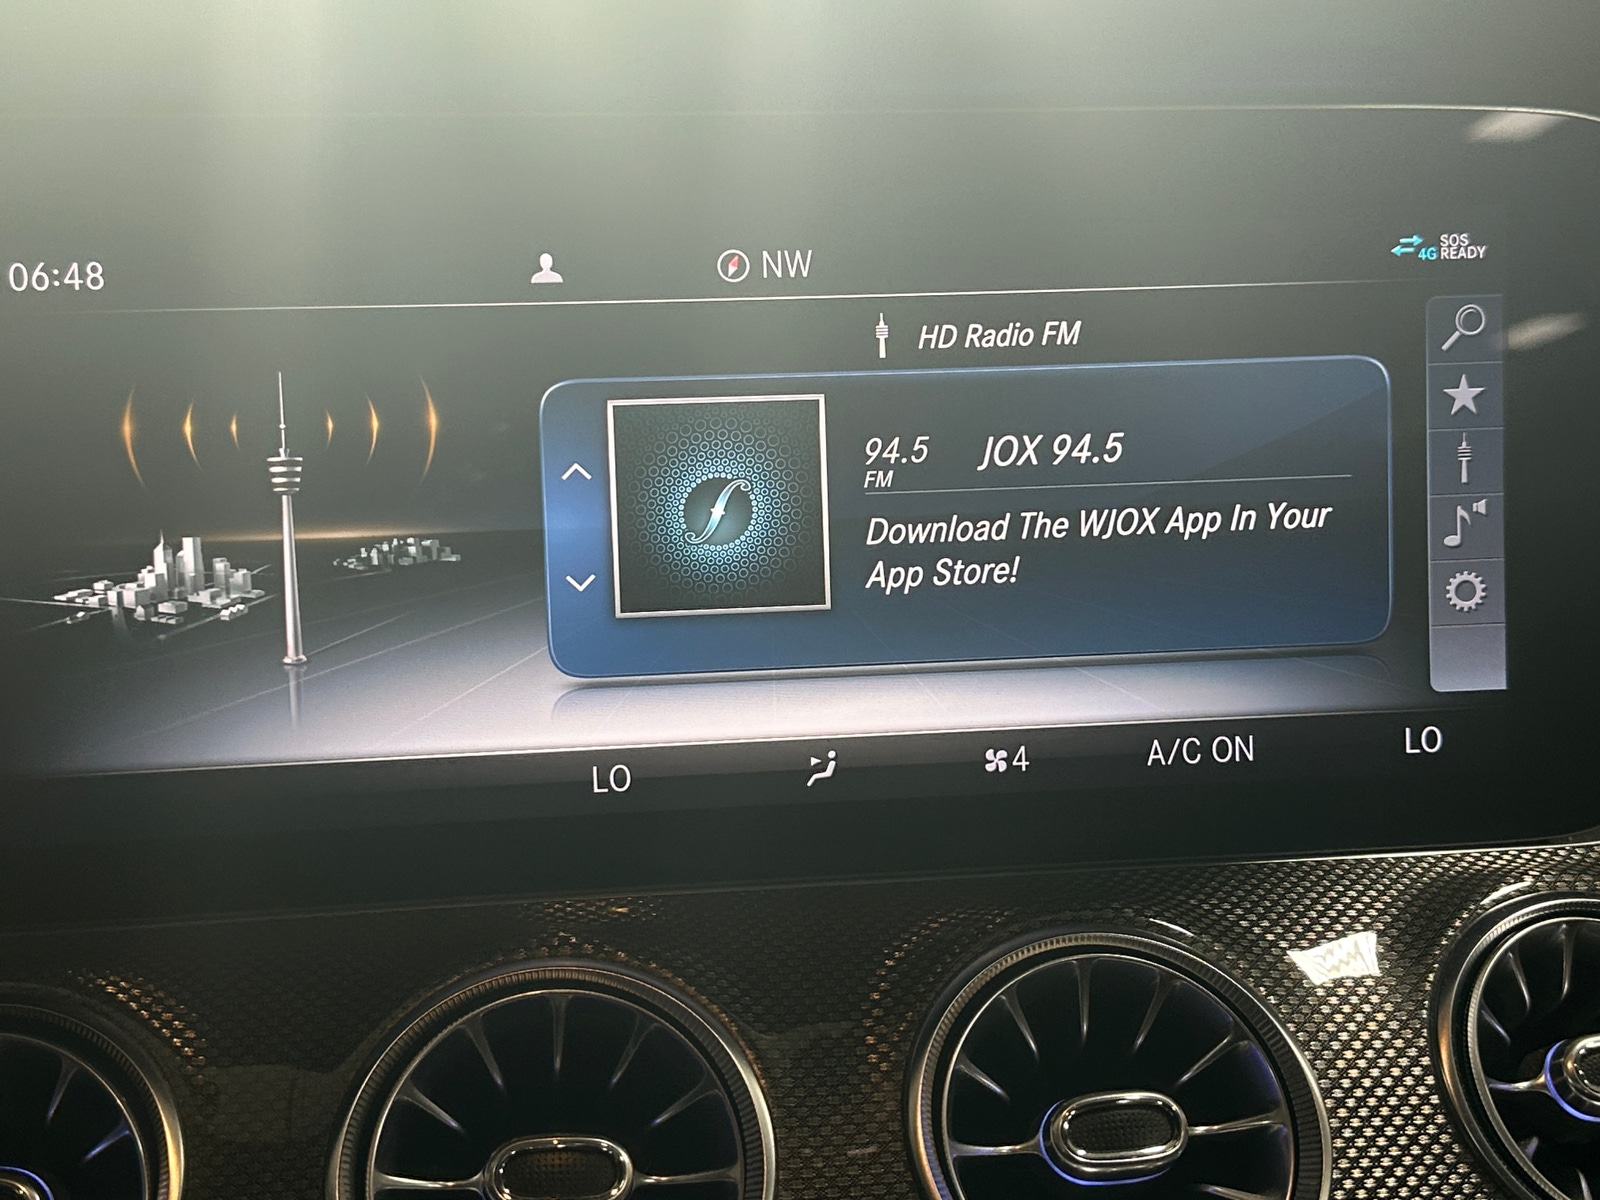 06:48
NW
4G
SOS
READY
HD Radio FM
94.5
FM
JOX 94.5
Download The WJOX App In Your
App Store!
LO
4
A/C ON
LO